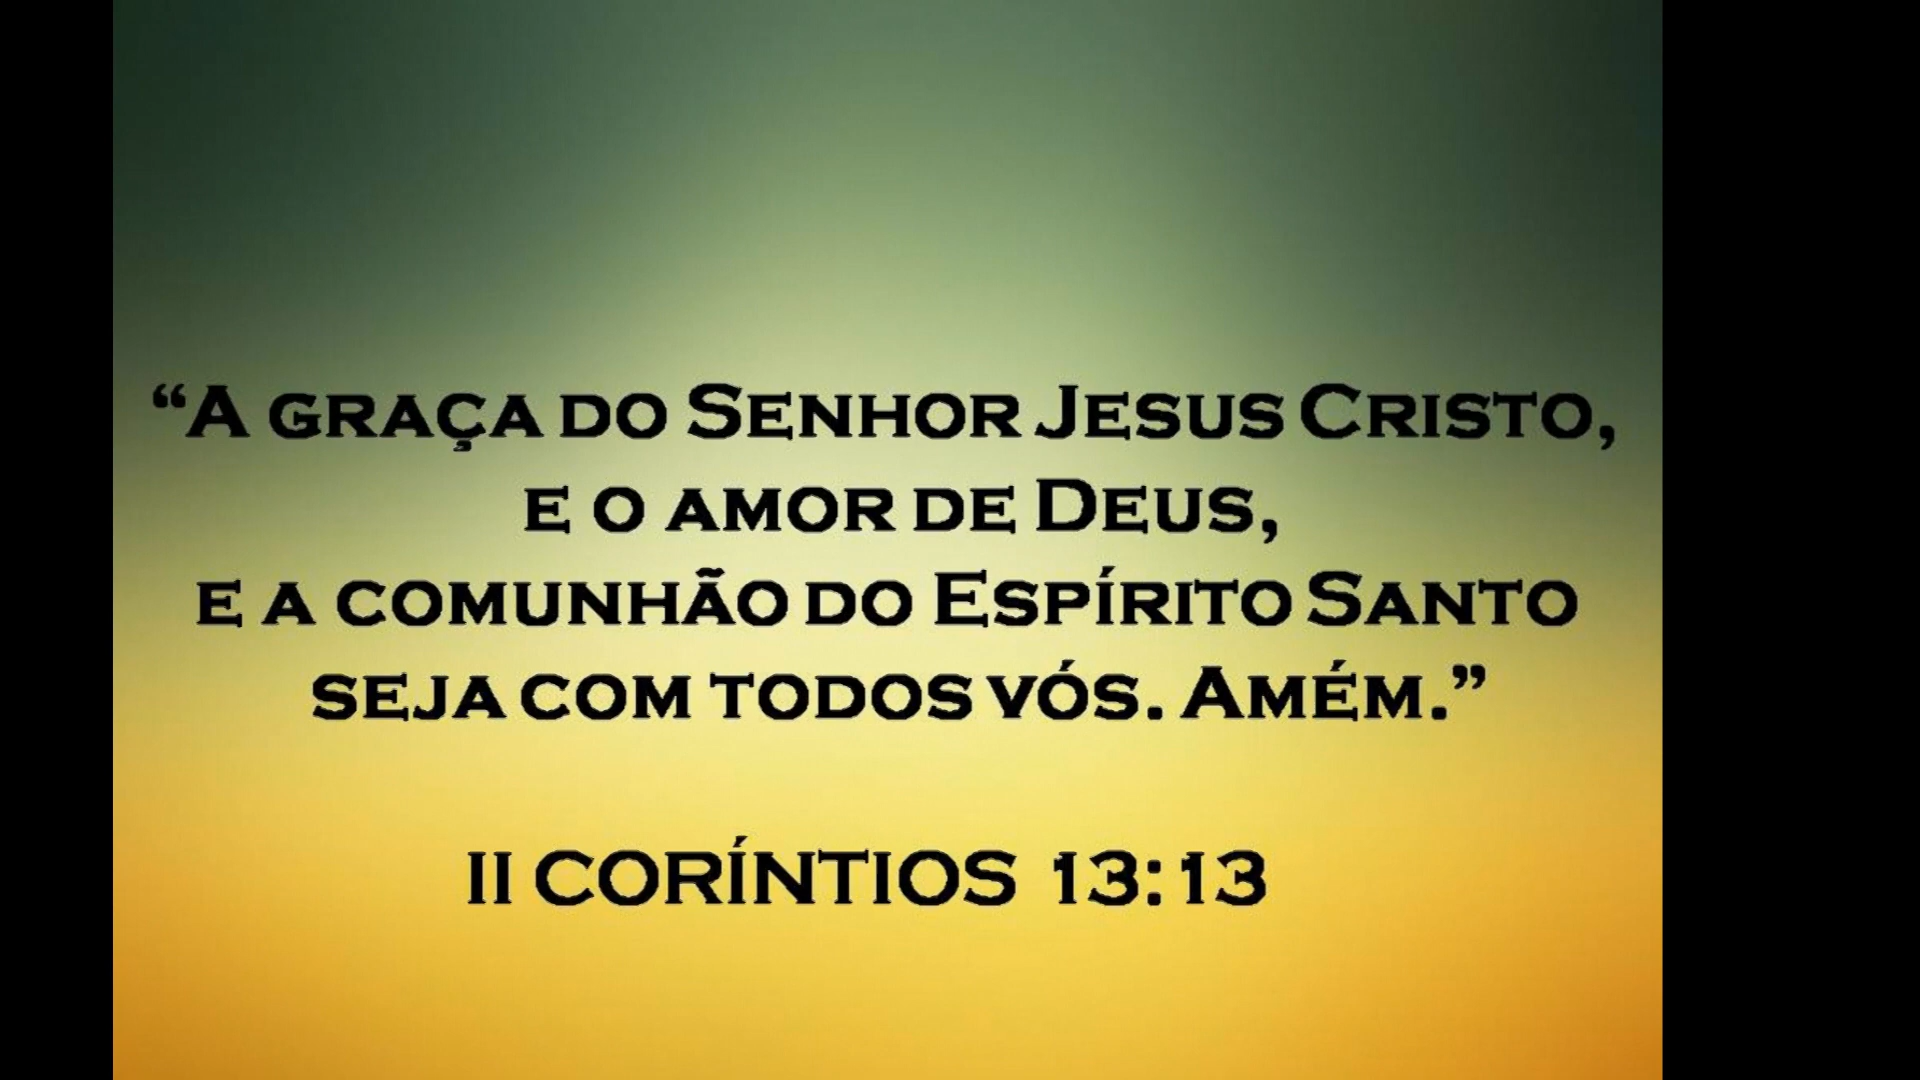 “A graça do Senhor Jesus Cristo,
e o amor de Deus,
e a comunhão do Espírito Santo
seja com todos vós. Amém.”
II CORÍNTIOS 13:13